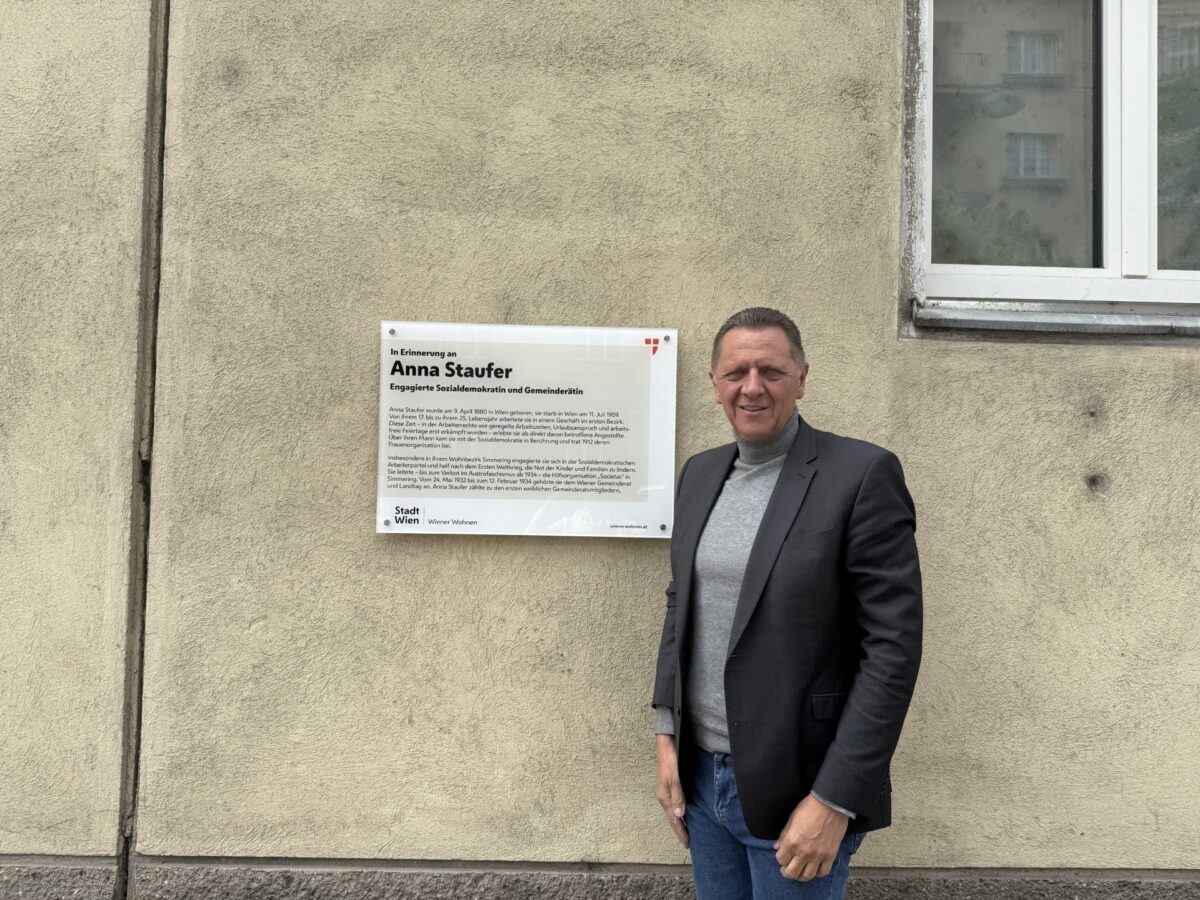 In Erinnerung an
Anna Staufer
Engagierte Sozialdemokratin und Gemeinderätin
Anna Staufer wurde am 9. April 1880 in Wien geboren, sie starb in Wien am 11. Juli 1959.
Von ihrem 17. bis zu ihrem 25. Lebensjahr arbeitete sie in einem Geschäft im ersten Bezirk.
Diese Zeit – in der Arbeiterrechte wie geregelte Arbeitszeiten, Urlaubsanspruch und arbeits-
freie Feiertage erst erkämpft wurden – erlebte sie als direkt davon betroffene Angestellte.
Über ihren Mann kam sie mit der Sozialdemokratie in Berührung und trat 1912 deren
Frauenorganisation bei.
Insbesondere in ihrem Wohnbezirk Simmering engagierte sie sich in der Sozialdemokratischen
Arbeiterpartei und half nach dem Ersten Weltkrieg, die Not der Kinder und Familien zu lindern.
Sie leitete – bis zum Verbot im Austrofaschismus ab 1934 – die Hilfsorganisation „Societas“ in
Simmering. Vom 24. Mai 1932 bis zum 12. Februar 1934 gehörte sie dem Wiener Gemeinderat
und Landtag an. Anna Staufer zählte zu den ersten weiblichen Gemeinderatsmitgliedern.
Stadt
Wien
Wiener Wohnen
wienerwohnen.at